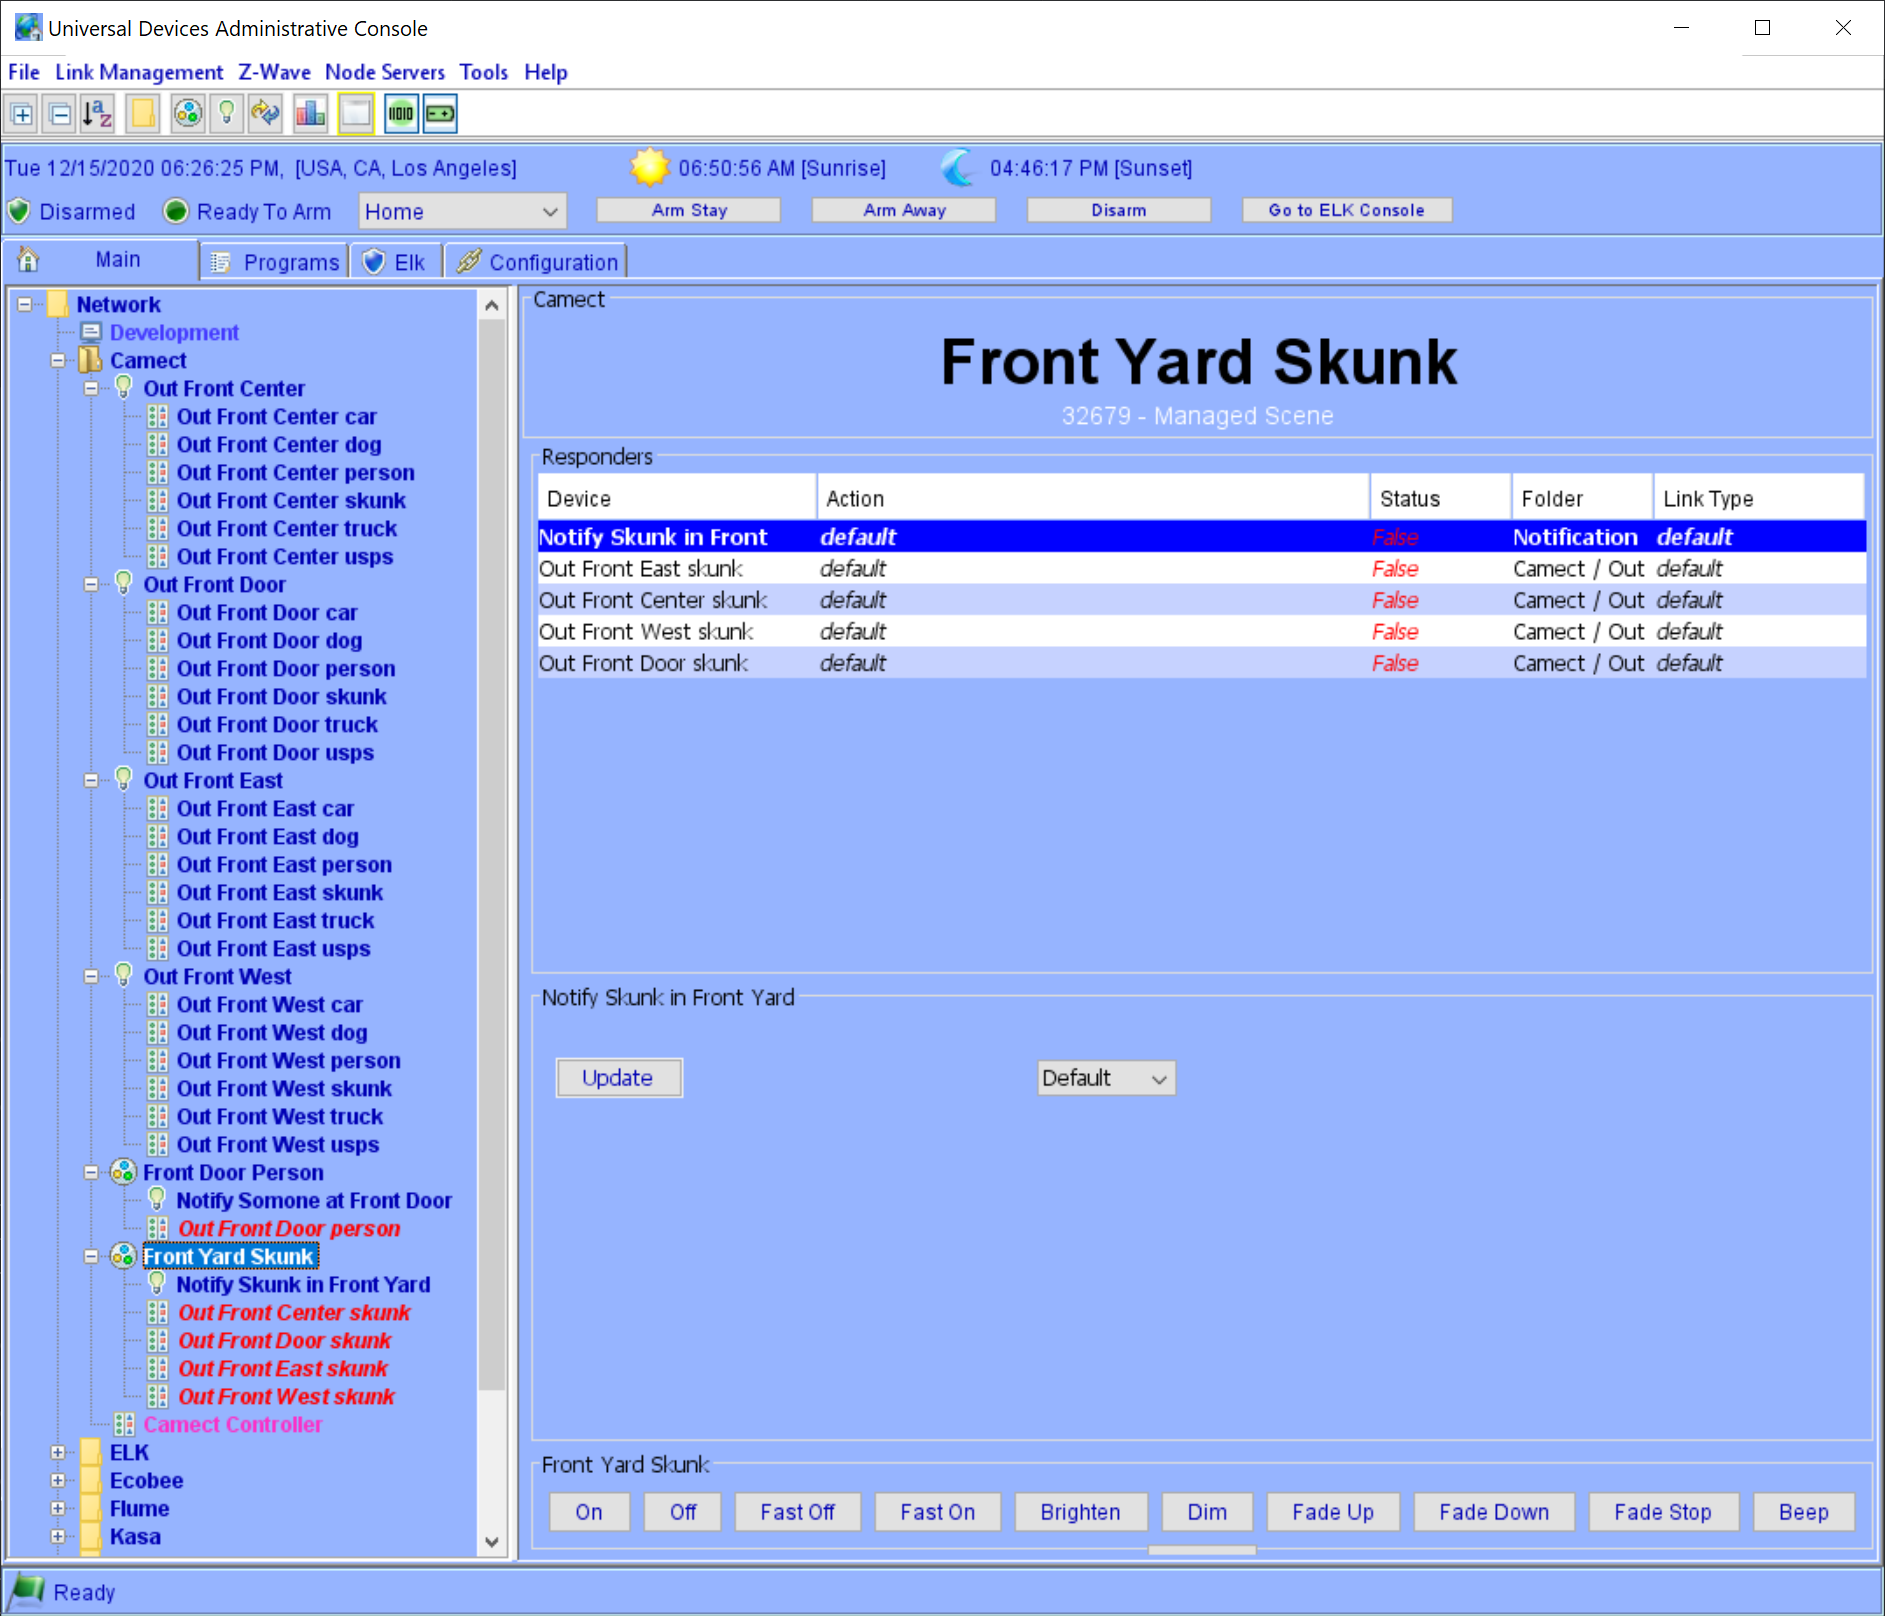 Universal Devices Administrative Console
File Link Management Z-Wave Node Servers Tools Help
Tue 12/15/2020 06:26:25 PM, [USA, CA, Los Angeles] 06:50:56 AM [Sunrise] 04:46:17 PM [Sunset]
Disarmed Ready To Arm Home Arm Stay Arm Away Disarm Go to ELK Console
Main Programs Elk Configuration
Network
Development
Camect
Out Front Center
Out Front Center car
Out Front Center dog
Out Front Center person
Out Front Center skunk
Out Front Center truck
Out Front Center usps
Out Front Door
Out Front Door car
Out Front Door dog
Out Front Door person
Out Front Door skunk
Out Front Door truck
Out Front Door usps
Out Front East
Out Front East car
Out Front East dog
Out Front East person
Out Front East skunk
Out Front East truck
Out Front East usps
Out Front West
Out Front West car
Out Front West dog
Out Front West person
Out Front West skunk
Out Front West truck
Out Front West usps
Front Door Person
Notify Somone at Front Door
Out Front Door person
Front Yard Skunk
Notify Skunk in Front Yard
Out Front Center skunk
Out Front Door skunk
Out Front East skunk
Out Front West skunk
Camect Controller
ELK
Ecobee
Flume
Kasa
Camect
Front Yard Skunk
32679 - Managed Scene
Responders
Device Action Status Folder Link Type
Notify Skunk in Front default False Notification default
Out Front East skunk default False Camect / Out default
Out Front Center skunk default False Camect / Out default
Out Front West skunk default False Camect / Out default
Out Front Door skunk default False Camect / Out default
Notify Skunk in Front Yard
Update Default
Front Yard Skunk
On Off Fast Off Fast On Brighten Dim Fade Up Fade Down Fade Stop Beep
Ready